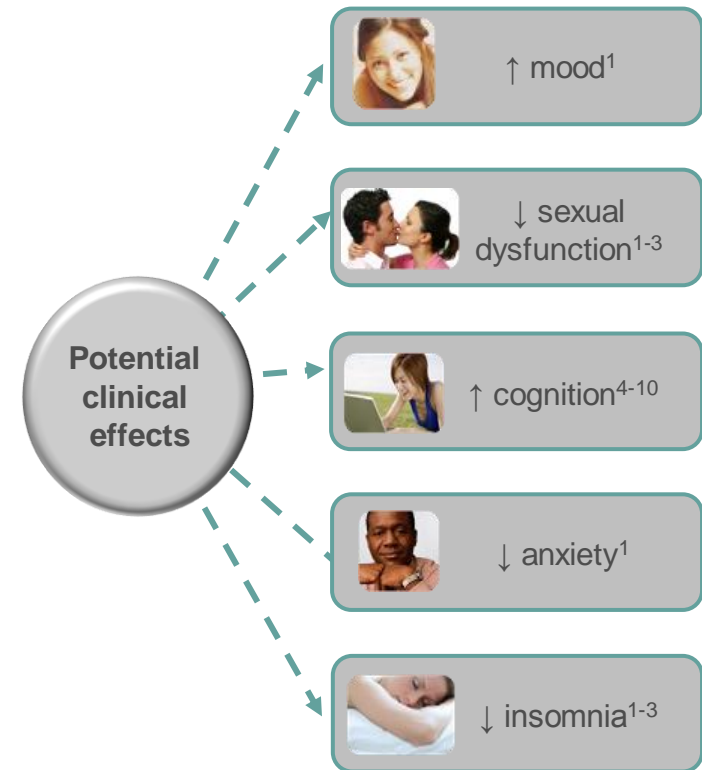 ↑ mood¹
↓ sexual
dysfunction¹⁻³
Potential
clinical
effects
↑ cognition⁴⁻¹⁰
↓ anxiety¹
↓ insomnia¹⁻³